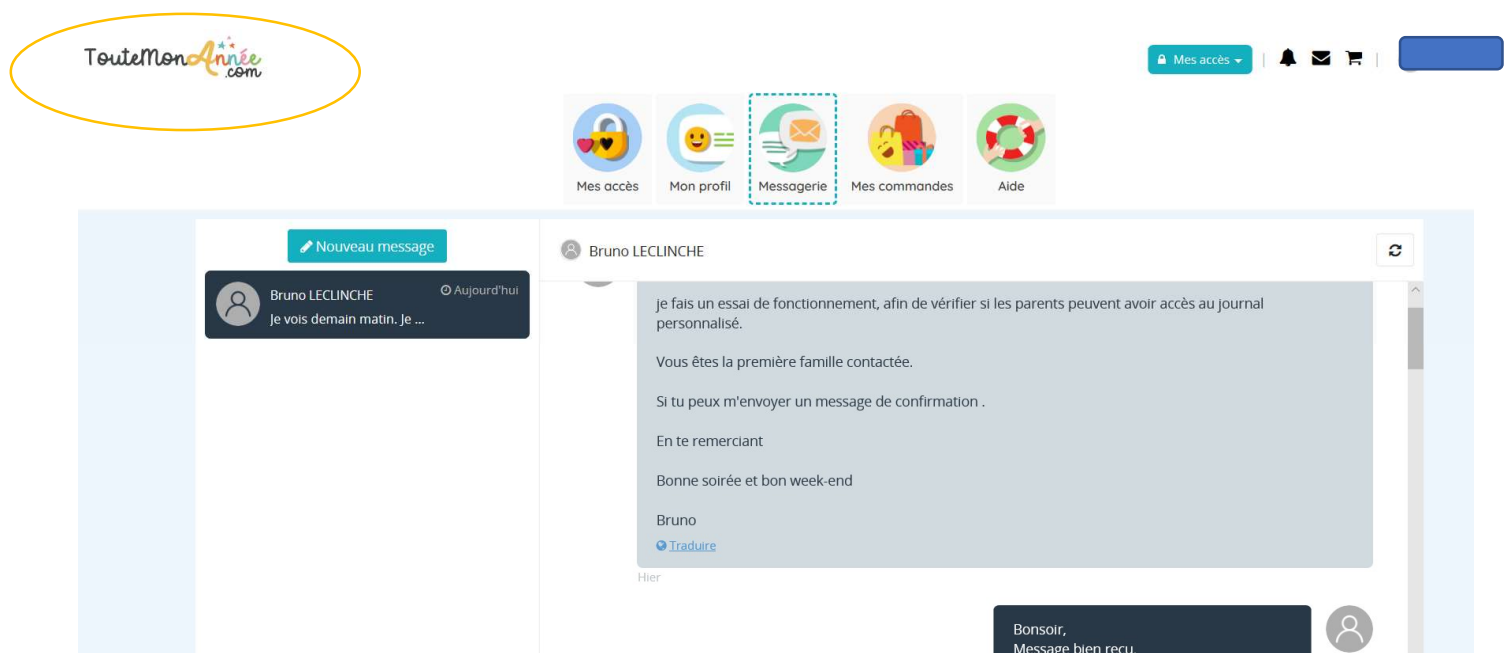 TouteMonAnnée
.com
Mes accès
Mes accès
Mon profil
Messagerie
Mes commandes
Aide
Nouveau message
Bruno LECLINCHE
Aujourd'hui
Je vois demain matin. Je ...
Bruno LECLINCHE
je fais un essai de fonctionnement, afin de vérifier si les parents peuvent avoir accès au journal
personnalisé.
Vous êtes la première famille contactée.
Si tu peux m'envoyer un message de confirmation .
En te remerciant
Bonne soirée et bon week-end
Bruno
Traduire
Hier
Bonsoir,
Message bien reçu.